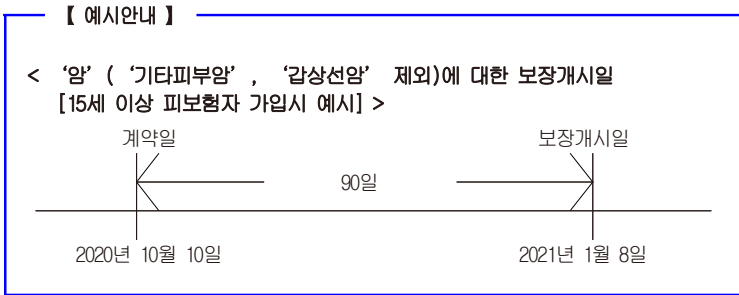 【 예시안내 】
< ‘암’ ( ‘기타피부암’ , ‘갑상선암’ 제외)에 대한 보장개시일
[15세 이상 피보험자 가입시 예시] >
계약일 보장개시일
90일
2020년 10월 10일 2021년 1월 8일